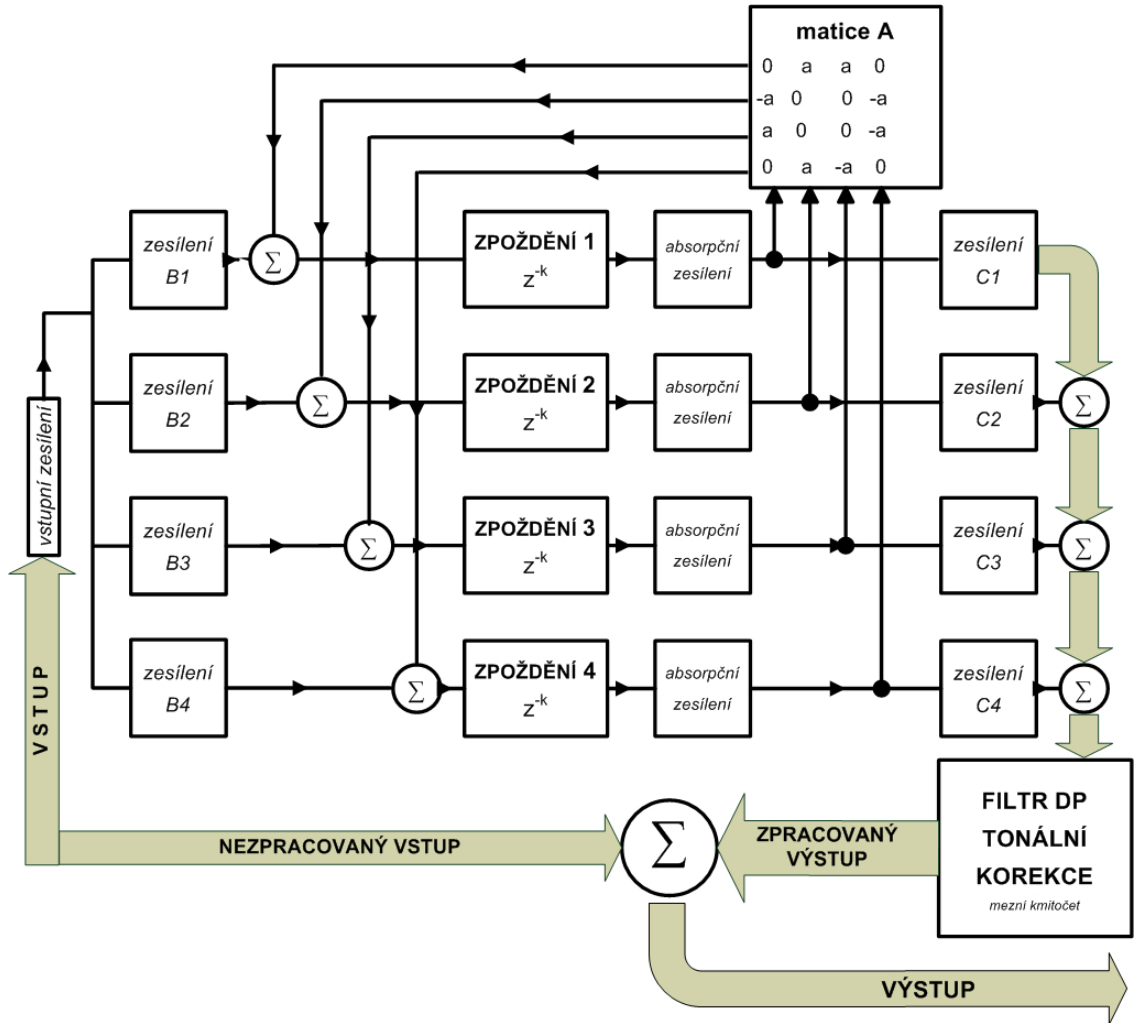 matice A
0 a a 0
-a 0 0 -a
a 0 0 -a
0 a -a 0
zesílení
B1
Σ
ZPOŽDĚNÍ 1
z-k
absorpční
zesílení
zesílení
C1
zesílení
B2
Σ
ZPOŽDĚNÍ 2
z-k
absorpční
zesílení
zesílení
C2
Σ
vstupní zesílení
zesílení
B3
Σ
ZPOŽDĚNÍ 3
z-k
absorpční
zesílení
zesílení
C3
Σ
zesílení
B4
Σ
ZPOŽDĚNÍ 4
z-k
absorpční
zesílení
zesílení
C4
Σ
VSTUP
NEZPRACOVANÝ VSTUP
Σ
ZPRACOVANÝ
VÝSTUP
FILTR DP
TONÁLNÍ
KOREKCE
mezní kmitočet
VÝSTUP